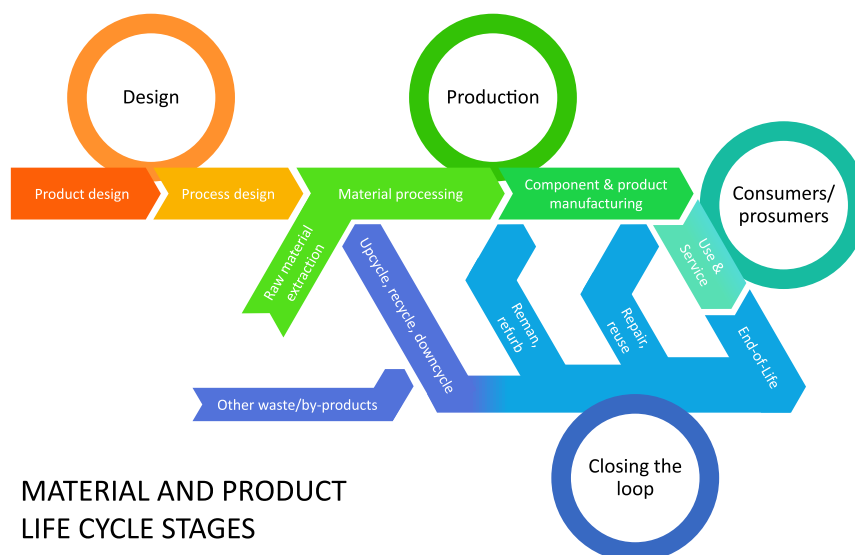 Design
Production
Product design
Process design
Material processing
Component & product
manufacturing
Consumers/
prosumers
Raw material
extraction
Upcycle, recycle, downcycle
Reman,
refurb
Repair,
reuse
Use &
Service
End-of-Life
Other waste/by-products
Closing the
loop
MATERIAL AND PRODUCT
LIFE CYCLE STAGES